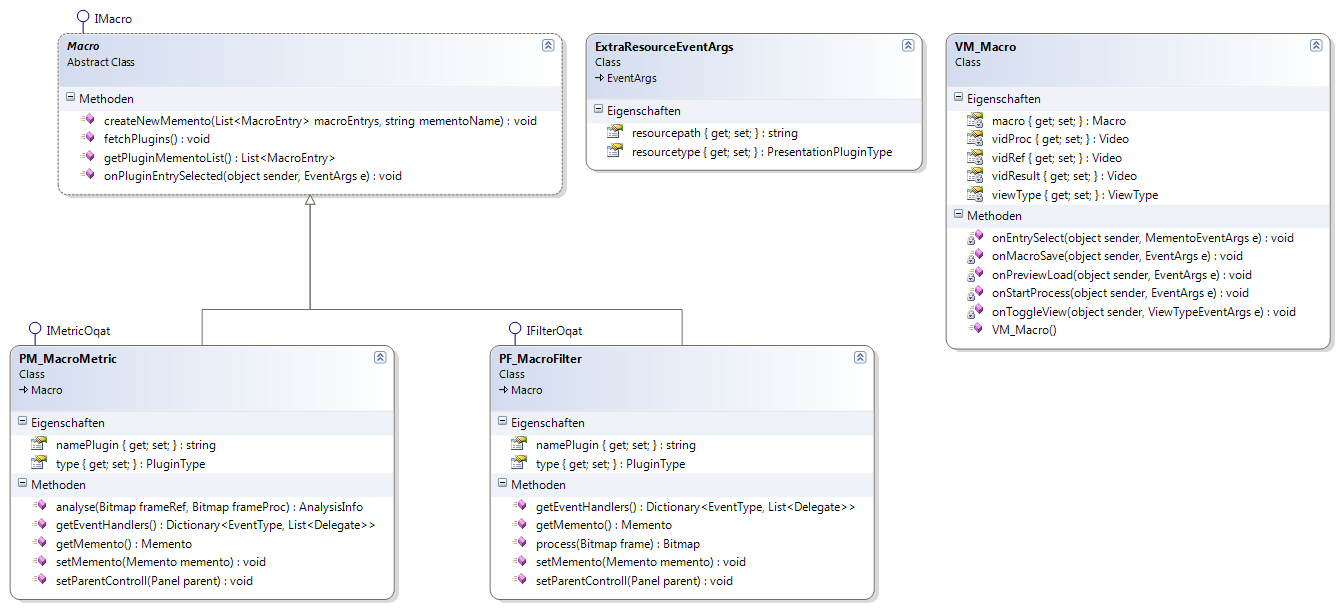 IMacro
Macro
Abstract Class
Methoden
createNewMemento(List<MacroEntry> macroEntrys, string mementoName) : void
fetchPlugins() : void
getPluginMementoList() : List<MacroEntry>
onPluginEntrySelected(object sender, EventArgs e) : void
ExtraResourceEventArgs
Class
EventArgs
Eigenschaften
resourcepath { get; set; } : string
resourcetype { get; set; } : PresentationPluginType
VM_Macro
Class
Eigenschaften
macro { get; set; } : Macro
vidProc { get; set; } : Video
vidRef { get; set; } : Video
vidResult { get; set; } : Video
viewType { get; set; } : ViewType
Methoden
onEntrySelect(object sender, MementoEventArgs e) : void
onMacroSave(object sender, EventArgs e) : void
onPreviewLoad(object sender, EventArgs e) : void
onStartProcess(object sender, EventArgs e) : void
onToggleView(object sender, ViewTypeEventArgs e) : void
VM_Macro()
IMetricOqat
PM_MacroMetric
Class
Macro
Eigenschaften
namePlugin { get; set; } : string
type { get; set; } : PluginType
Methoden
analyse(Bitmap frameRef, Bitmap frameProc) : AnalysisInfo
getEventHandlers() : Dictionary<EventType, List<Delegate>>
getMemento() : Memento
setMemento(Memento memento) : void
setParentControll(Panel parent) : void
IFilterOqat
PF_MacroFilter
Class
Macro
Eigenschaften
namePlugin { get; set; } : string
type { get; set; } : PluginType
Methoden
getEventHandlers() : Dictionary<EventType, List<Delegate>>
getMemento() : Memento
process(Bitmap frame) : Bitmap
setMemento(Memento memento) : void
setParentControll(Panel parent) : void